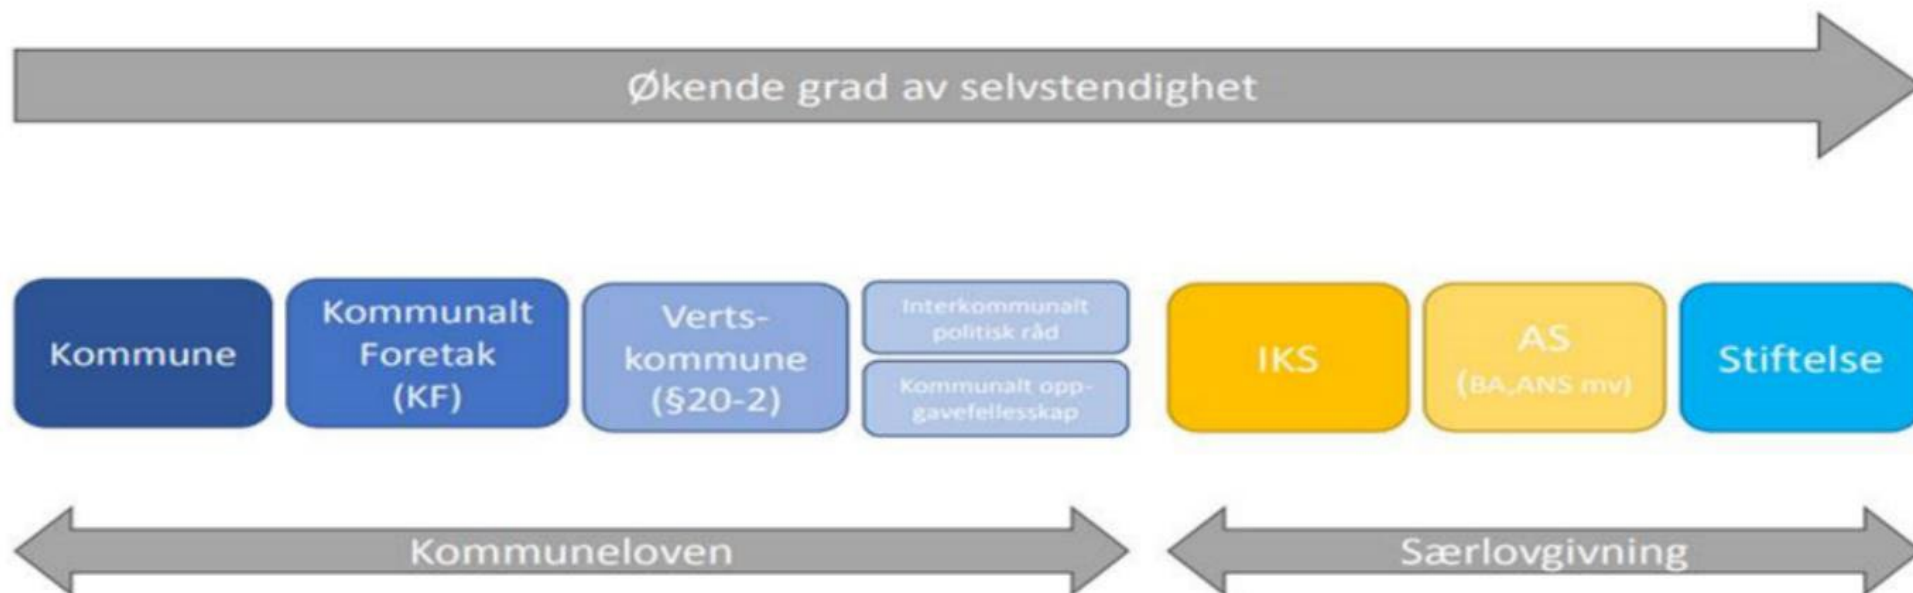 Økende grad av selvstendighet
Kommune
Kommunalt
Foretak
(KF)
Verts-
kommune
(§20-2)
Interkommunalt
politisk råd
Kommunalt opp-
gavefellesskap
IKS
AS
(BA,ANS mv)
Stiftelse
Kommuneloven
Særlovgivning